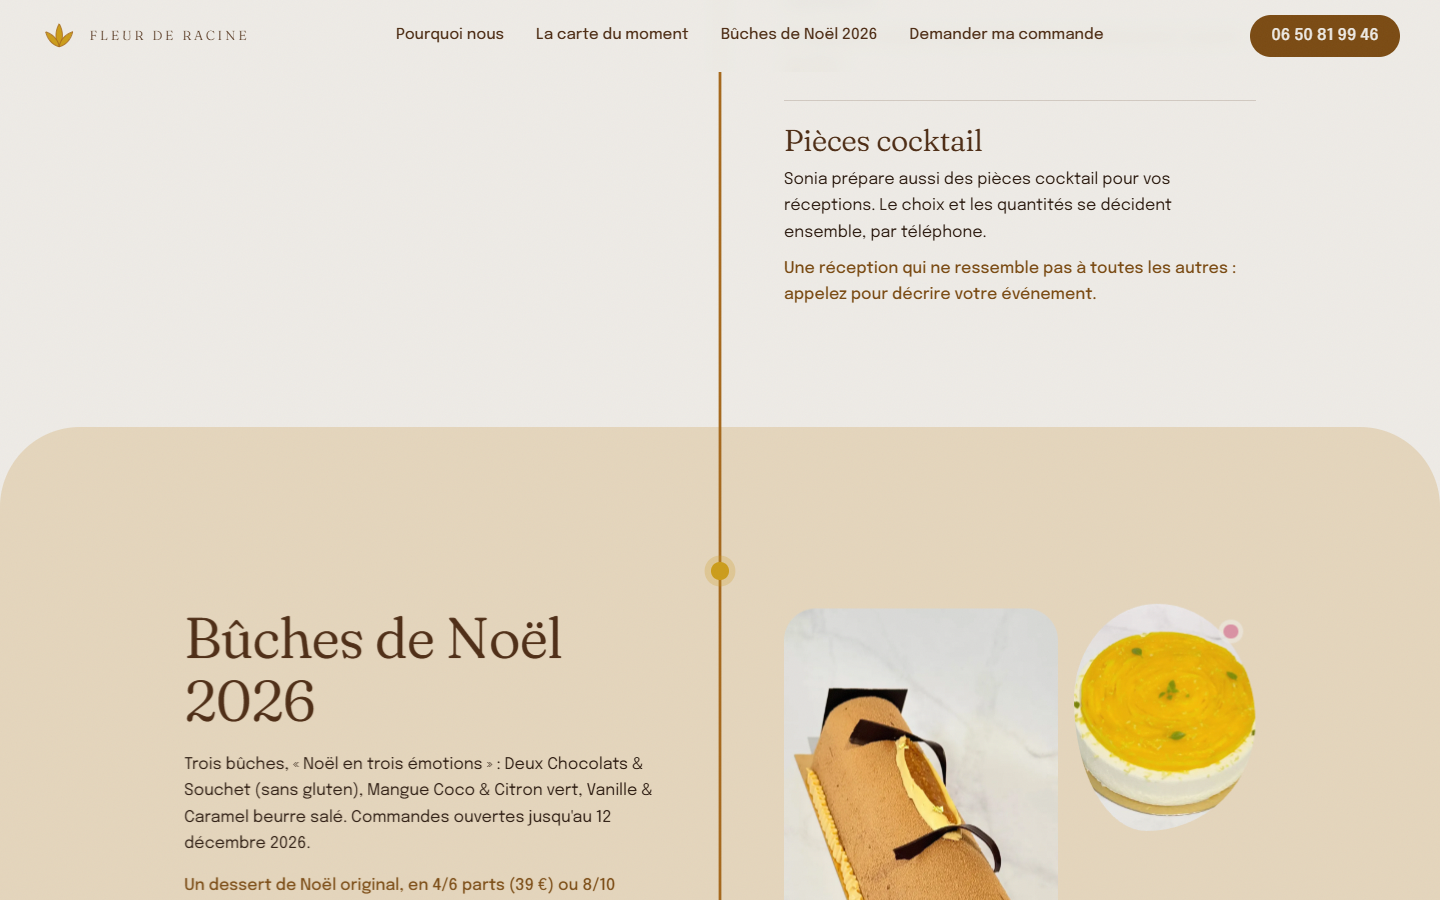 FLEUR DE RACINE
Pourquoi nous
La carte du moment
Bûches de Noël 2026
Demander ma commande
06 50 81 99 46
Pièces cocktail
Sonia prépare aussi des pièces cocktail pour vos
réceptions. Le choix et les quantités se décident
ensemble, par téléphone.
Une réception qui ne ressemble pas à toutes les autres :
appelez pour décrire votre événement.
Bûches de Noël
2026
Trois bûches, « Noël en trois émotions » : Deux Chocolats &
Souchet (sans gluten), Mangue Coco & Citron vert, Vanille &
Caramel beurre salé. Commandes ouvertes jusqu'au 12
décembre 2026.
Un dessert de Noël original, en 4/6 parts (39 €) ou 8/10